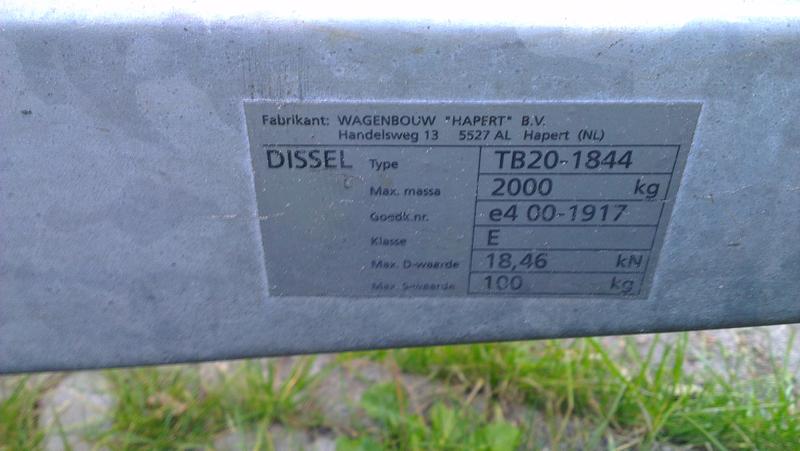 Fabrikant: WAGENBOUW "HAPERT" B.V.
Handelsweg 13 5527 AL Hapert (NL)
DISSEL Type TB20-1844
Max. massa 2000 kg
Goedk.nr. e4 00-1917
Klasse E
Max. D-waarde 18,46 kN
Max. S-waarde 100 kg